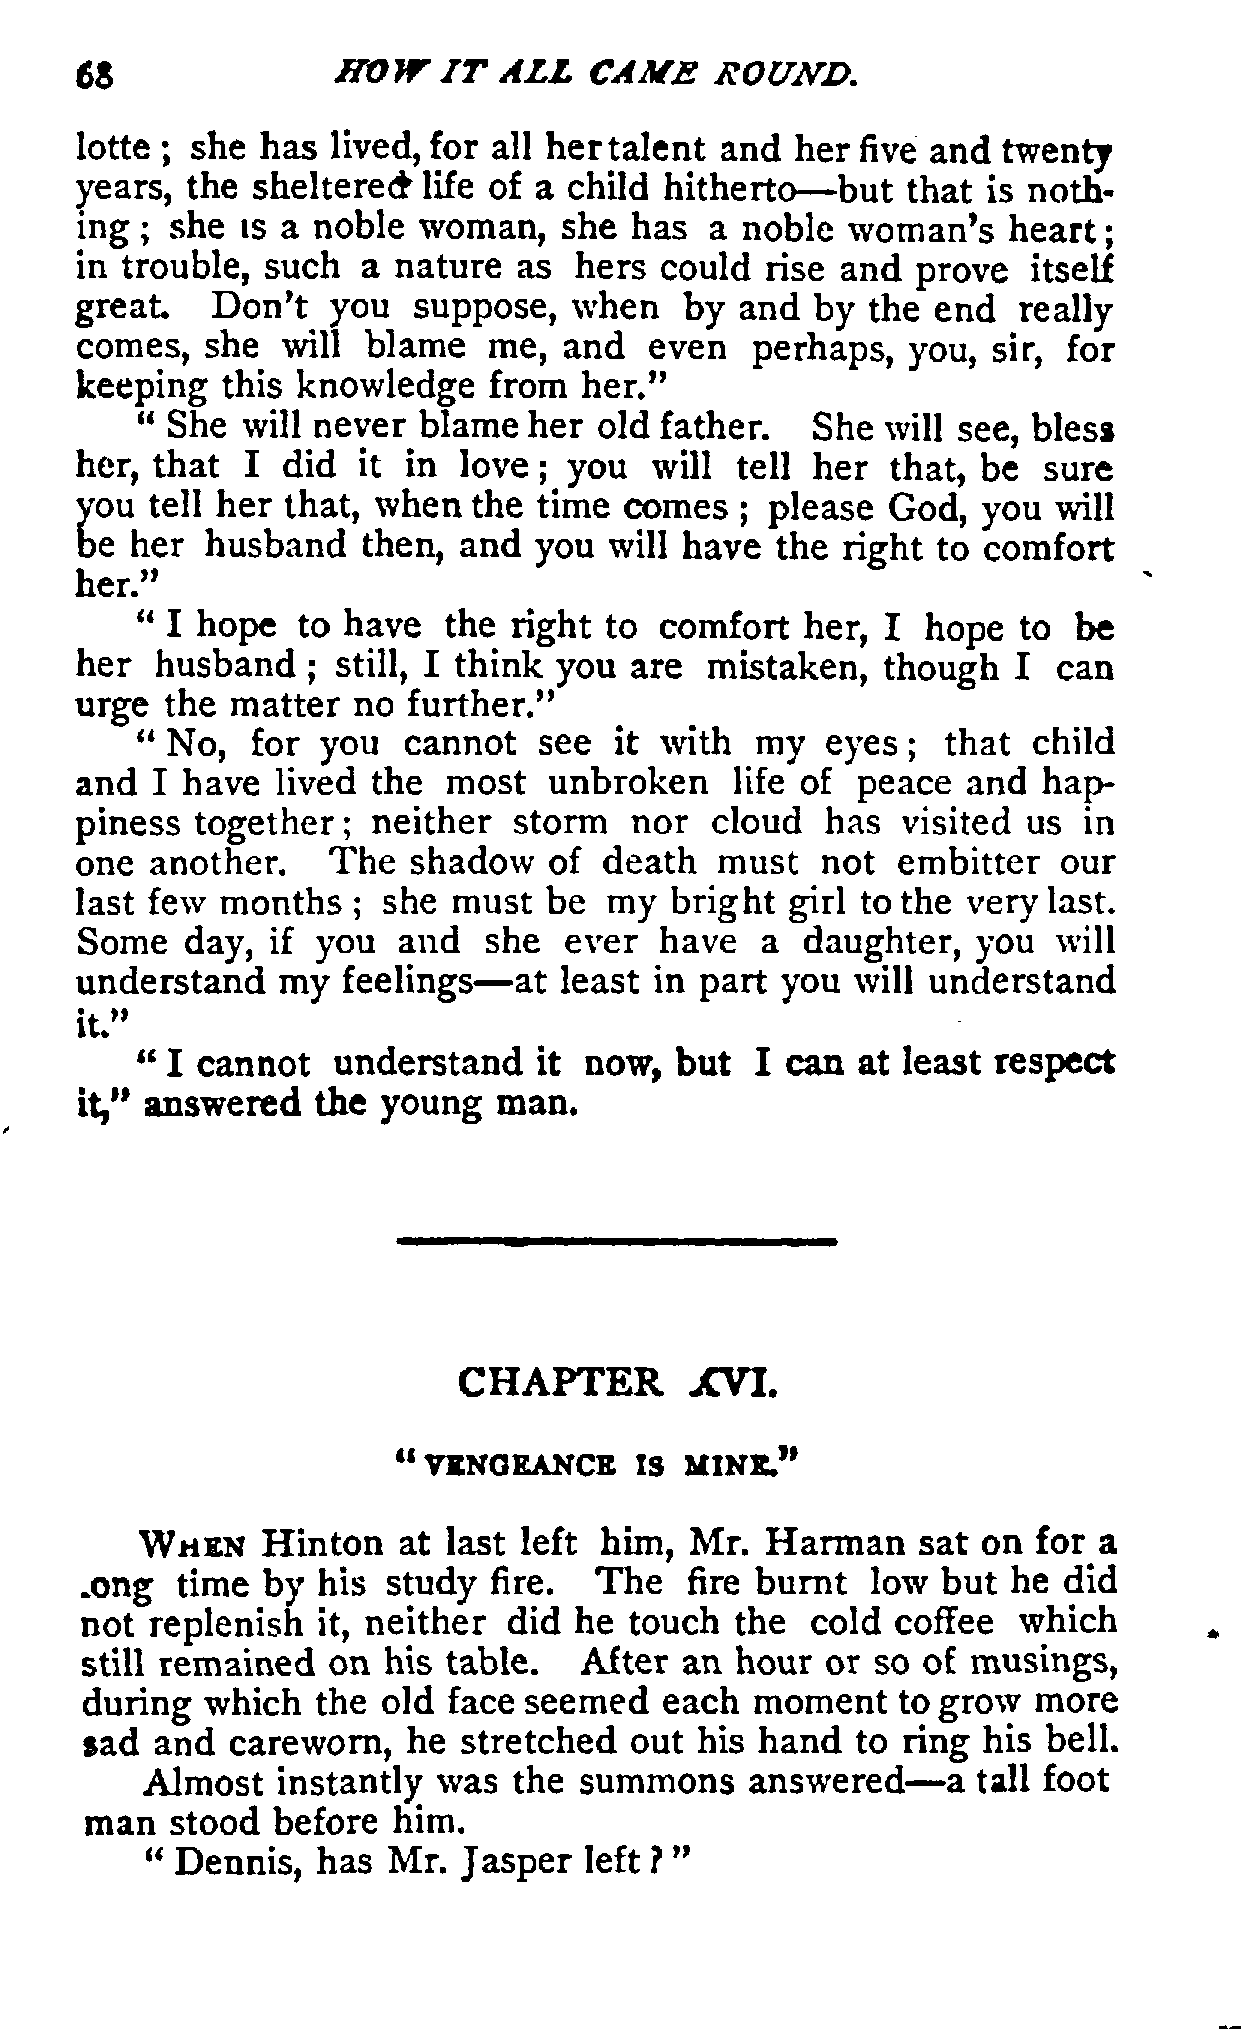 68 HOW IT ALL CAME ROUND.
lotte ; she has lived, for all her talent and her five and twenty
years, the sheltered life of a child hitherto—but that is noth-
ing ; she is a noble woman, she has a noble woman's heart ;
in trouble, such a nature as hers could rise and prove itself
great. Don't you suppose, when by and by the end really
comes, she will blame me, and even perhaps, you, sir, for
keeping this knowledge from her."
" She will never blame her old father. She will see, bless
her, that I did it in love ; you will tell her that, be sure
you tell her that, when the time comes ; please God, you will
be her husband then, and you will have the right to comfort
her."
" I hope to have the right to comfort her, I hope to be
her husband ; still, I think you are mistaken, though I can
urge the matter no further."
" No, for you cannot see it with my eyes ; that child
and I have lived the most unbroken life of peace and hap-
piness together ; neither storm nor cloud has visited us in
one another. The shadow of death must not embitter our
last few months ; she must be my bright girl to the very last.
Some day, if you and she ever have a daughter, you will
understand my feelings—at least in part you will understand
it."
" I cannot understand it now, but I can at least respect
it," answered the young man.
CHAPTER XVI.
" VENGEANCE IS MINE."
WHEN Hinton at last left him, Mr. Harman sat on for a
long time by his study fire. The fire burnt low but he did
not replenish it, neither did he touch the cold coffee which
still remained on his table. After an hour or so of musings,
during which the old face seemed each moment to grow more
sad and careworn, he stretched out his hand to ring his bell.
Almost instantly was the summons answered—a tall foot
man stood before him.
" Dennis, has Mr. Jasper left ? "